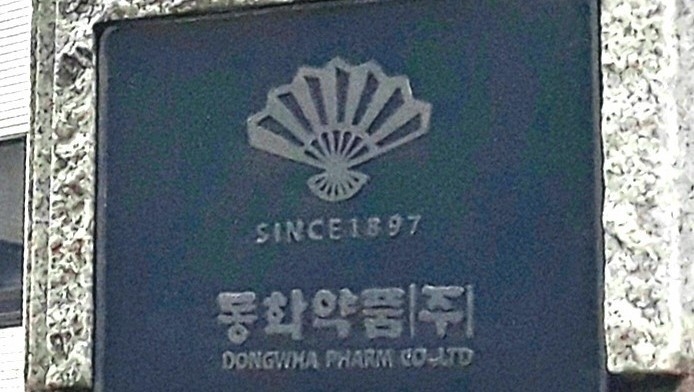 SINCE1897
동화약품(주)
DONGWHA PHARM CO-LTD